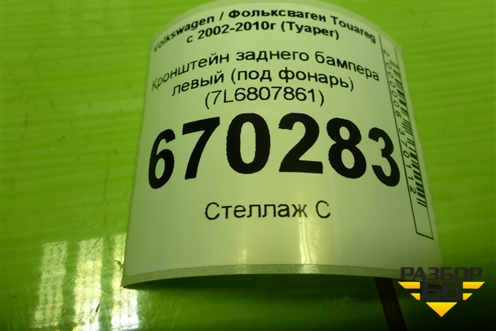 Volkswagen / Фольксваген Touareg
с 2002-2010г (Туарег)
Кронштейн заднего бампера
левый (под фонарь)
(7L6807861)
670283
Стеллаж С
РАЗБОР